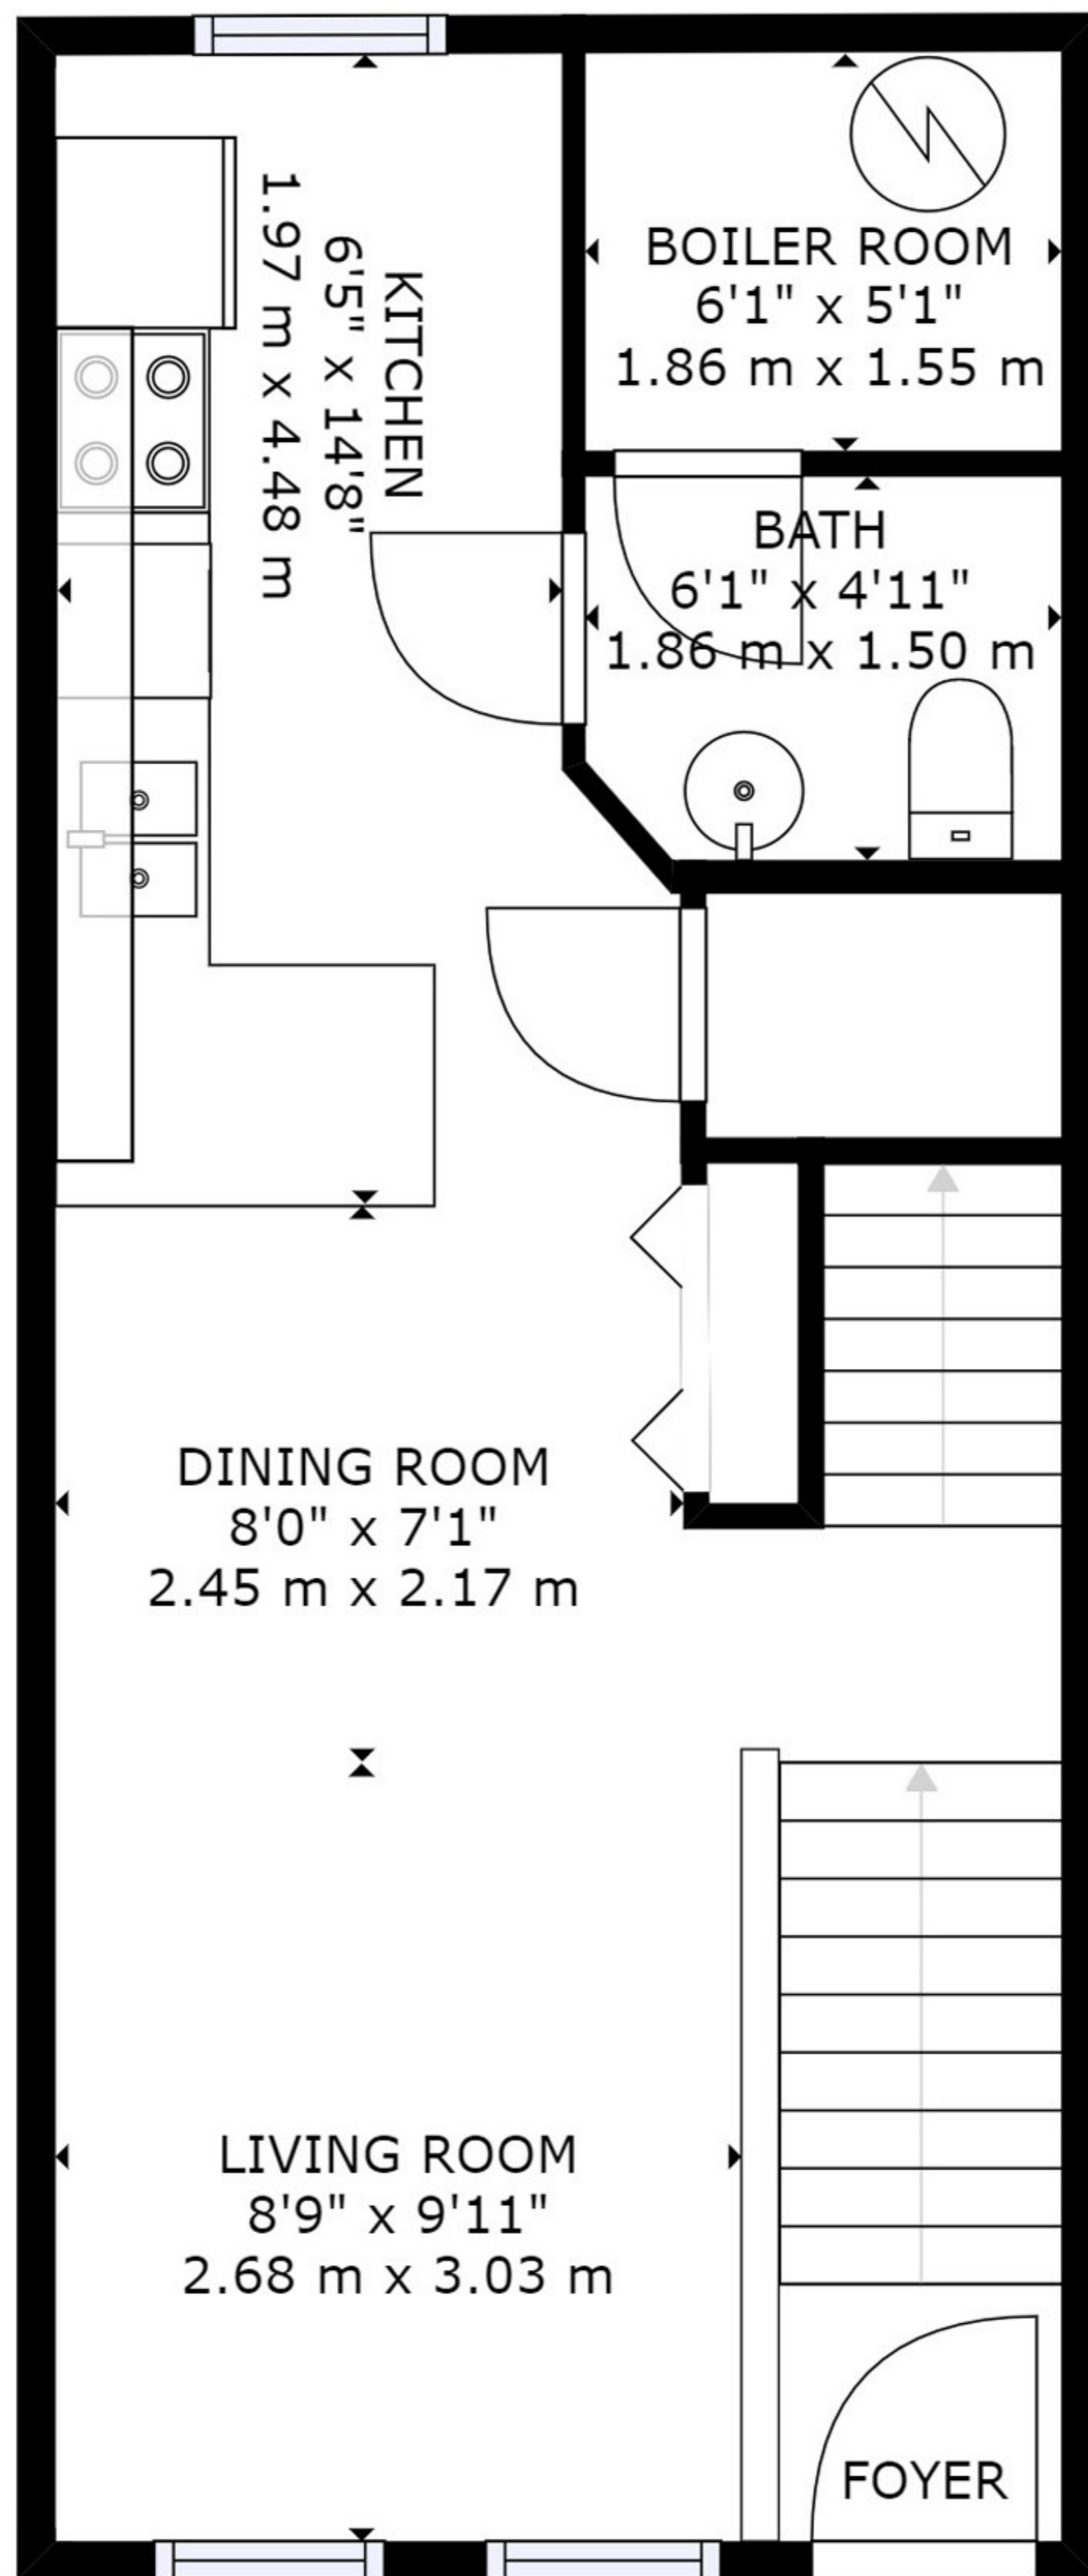 KITCHEN
6'5" x 14'8"
1.97 m x 4.48 m
BOILER ROOM
6'1" x 5'1"
1.86 m x 1.55 m
BATH
6'1" x 4'11"
1.86 m x 1.50 m
DINING ROOM
8'0" x 7'1"
2.45 m x 2.17 m
LIVING ROOM
8'9" x 9'11"
2.68 m x 3.03 m
FOYER